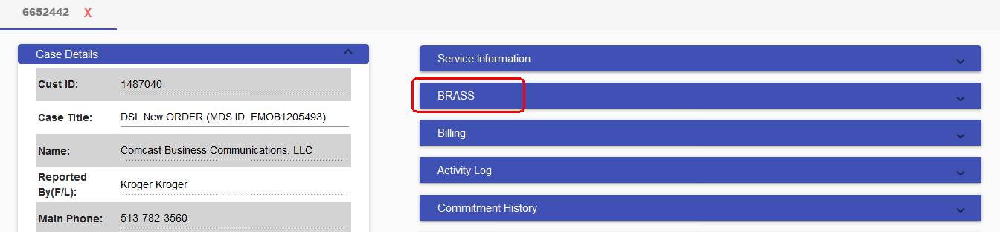 6652442 X
Case Details
Cust ID: 1487040
Case Title: DSL New ORDER (MDS ID: FMOB1205493)
Name: Comcast Business Communications, LLC
Reported
By(F/L): Kroger Kroger
Main Phone: 513-782-3560
Service Information
BRASS
Billing
Activity Log
Commitment History